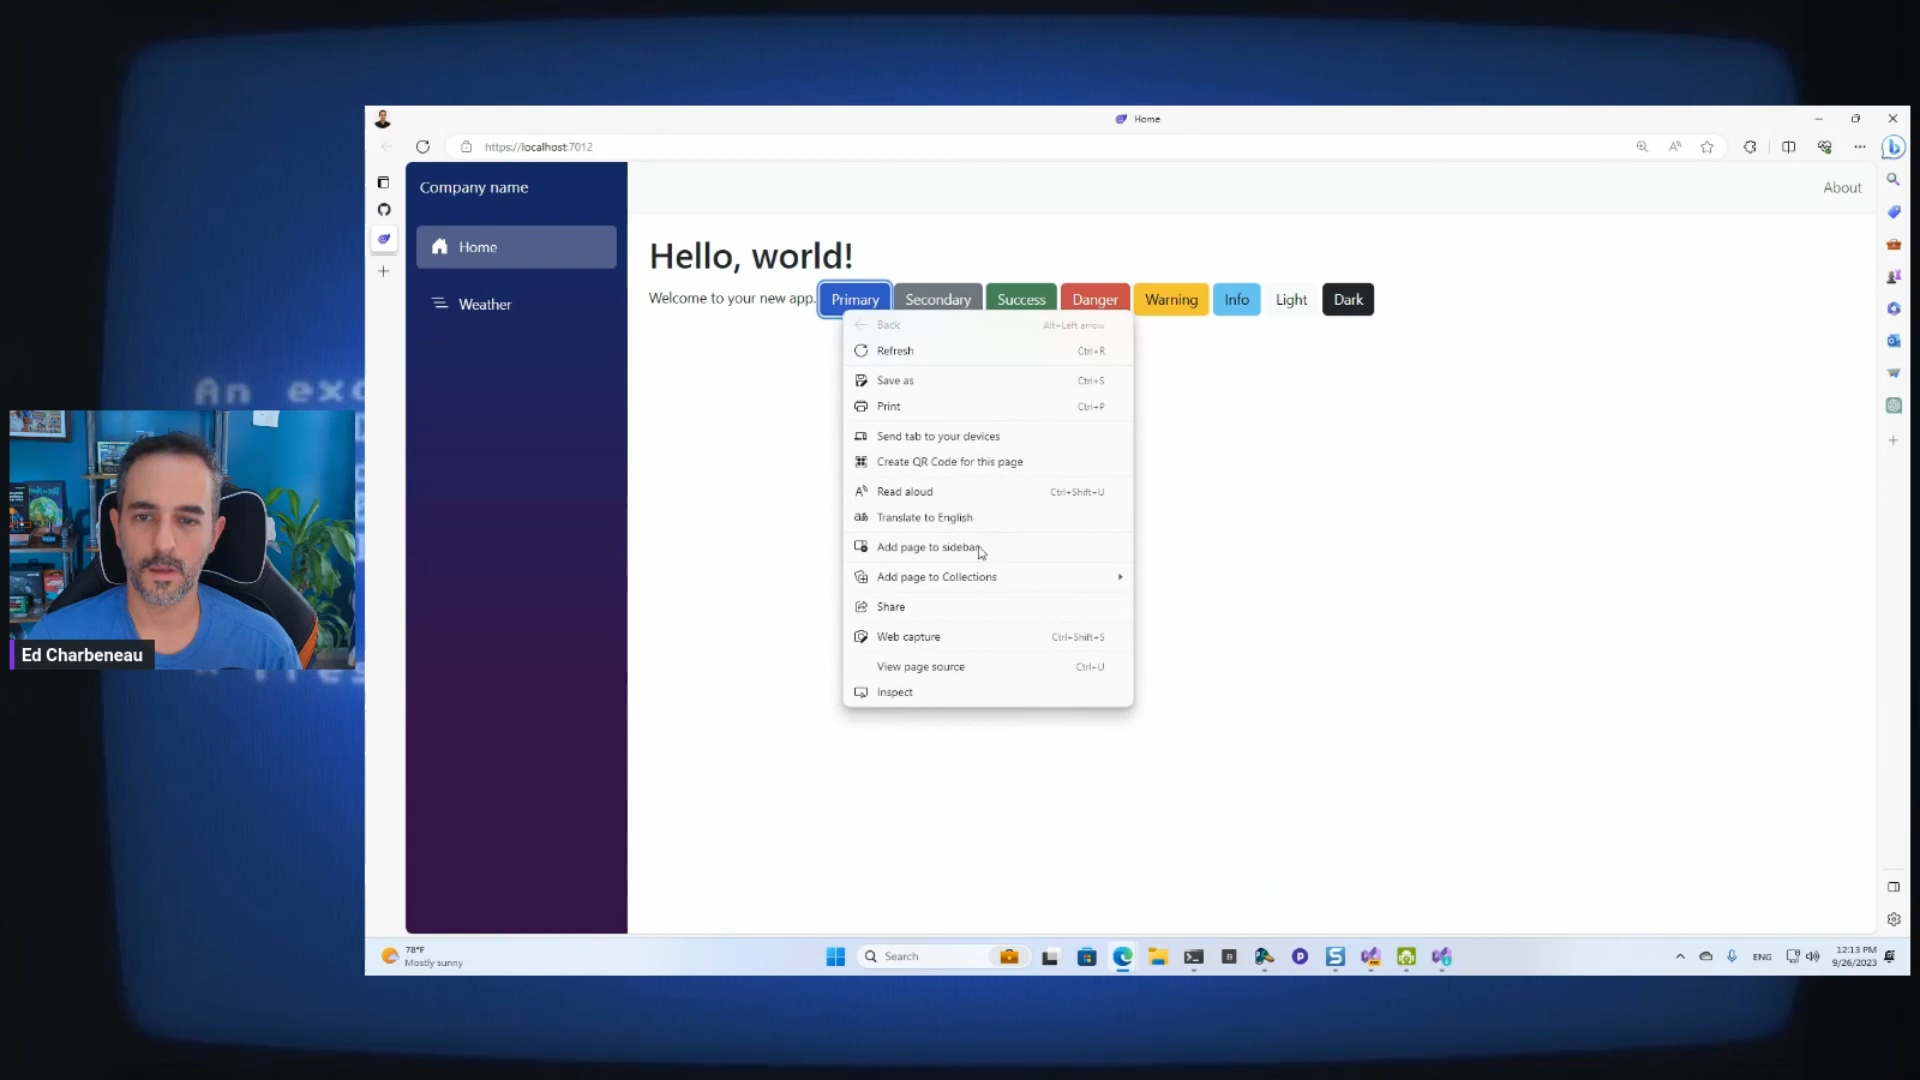 Home
https://localhost:7012
Company name
About
Home
Weather
Hello, world!
Welcome to your new app.
Primary
Secondary
Success
Danger
Warning
Info
Light
Dark
Back Alt+Left arrow
Refresh Ctrl+R
Save as Ctrl+S
Print Ctrl+P
Send tab to your devices
Create QR Code for this page
Read aloud Ctrl+Shift+U
Translate to English
Add page to sidebar
Add page to Collections
Share
Web capture Ctrl+Shift+S
View page source Ctrl+U
Inspect
An exc
Ed Charbeneau
78°F
Mostly sunny
Search
ENG
12:13 PM
9/26/2023